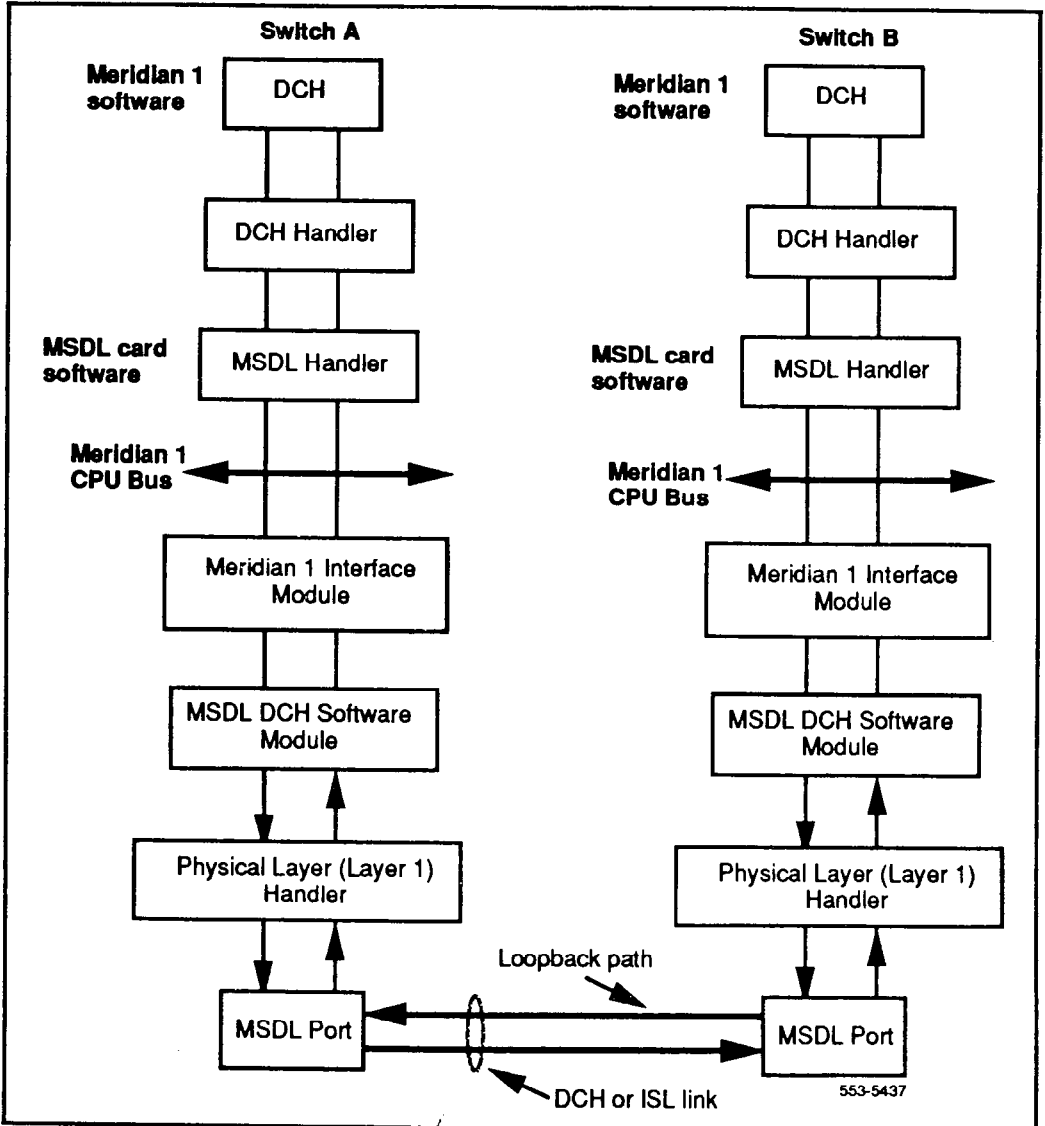 Switch A
Meridian 1
software
DCH
DCH Handler
MSDL card
software
MSDL Handler
Meridian 1
CPU Bus
Meridian 1 Interface
Module
MSDL DCH Software
Module
Physical Layer (Layer 1)
Handler
MSDL Port
Switch B
Meridian 1
software
DCH
DCH Handler
MSDL card
software
MSDL Handler
Meridian 1
CPU Bus
Meridian 1 Interface
Module
MSDL DCH Software
Module
Physical Layer (Layer 1)
Handler
MSDL Port
Loopback path
DCH or ISL link
553-5437